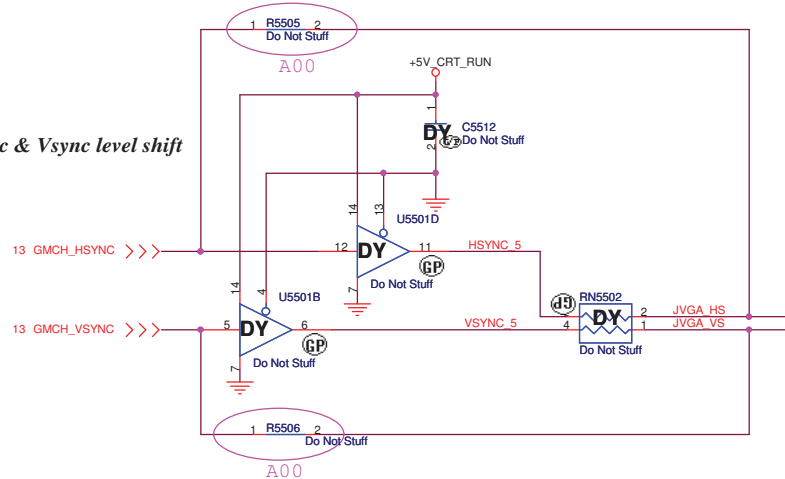 1 R5505 2
Do Not Stuff
A00
+5V_CRT_RUN
1
C5512
DY
GP
Do Not Stuff
2
c & Vsync level shift
14
13
U5501D
13 GMCH_HSYNC
12
DY
11
HSYNC_5
GP
Do Not Stuff
7
14
4
U5501B
GP
RN5502
2
JVGA_HS
13 GMCH_VSYNC
5
DY
6
VSYNC_5
4
DY
1
JVGA_VS
GP
Do Not Stuff
Do Not Stuff
7
1 R5506 2
Do Not Stuff
A00